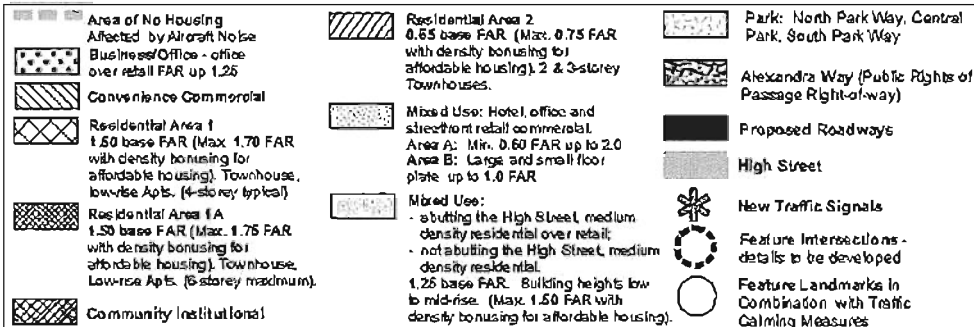 Area of No Housing
Affected by Aircraft Noise
Business/Office - office
over retail FAR up 1.25
Convenience Commercial
Residential Area 1
1.50 base FAR (Max. 1.70 FAR
with density bonusing for
affordable housing). Townhouse,
low-rise Apts. (4-storey typical)
Residential Area 1A
1.50 base FAR (Max. 1.75 FAR
with density bonusing for
affordable housing). Townhouse,
Low-rise Apts. (6-storey maximum).
Community Institutional
Residential Area 2
0.65 base FAR (Max. 0.75 FAR
with density bonusing for
affordable housing). 2 & 3-storey
Townhouses.
Mixed Use: Hotel, office and
streetfront retail commercial.
Area A: Min. 0.60 FAR up to 2.0
Area B: Large and small floor
plate up to 1.0 FAR
Mixed Use:
- abutting the High Street, medium
density residential over retail;
- not abutting the High Street, medium
density residential.
1.25 base FAR. Building heights low
to mid-rise. (Max. 1.50 FAR with
density bonusing for affordable housing).
Park: North Park Way, Central
Park, South Park Way
Alexandra Way (Public Rights of
Passage Right-of-way)
Proposed Roadways
High Street
New Traffic Signals
Feature Intersections -
details to be developed
Feature Landmarks in
Combination with Traffic
Calming Measures